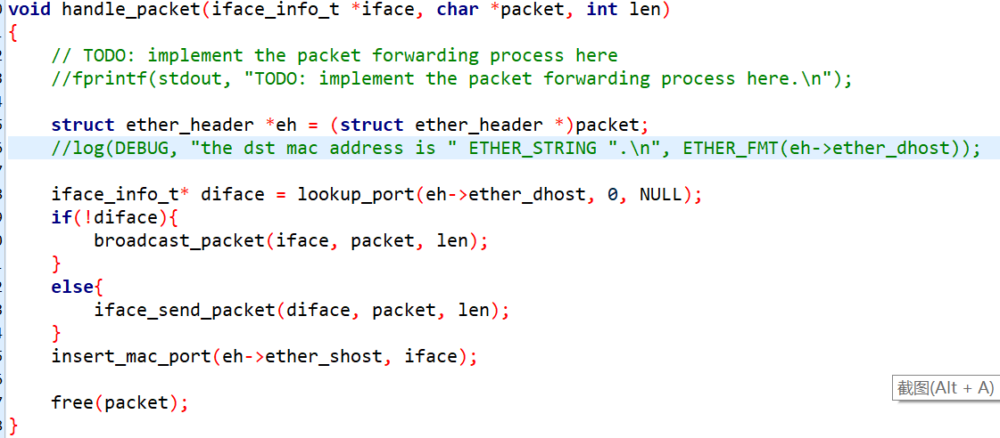 void handle_packet(iface_info_t *iface, char *packet, int len)
{
    // TODO: implement the packet forwarding process here
    //fprintf(stdout, "TODO: implement the packet forwarding process here.\n");
    struct ether_header *eh = (struct ether_header *)packet;
    //log(DEBUG, "the dst mac address is " ETHER_STRING ".\n", ETHER_FMT(eh->ether_dhost));
    iface_info_t* diface = lookup_port(eh->ether_dhost, 0, NULL);
    if(!diface){
        broadcast_packet(iface, packet, len);
    }
    else{
        iface_send_packet(diface, packet, len);
    }
    insert_mac_port(eh->ether_shost, iface);
    free(packet);
}
截图(Alt + A)